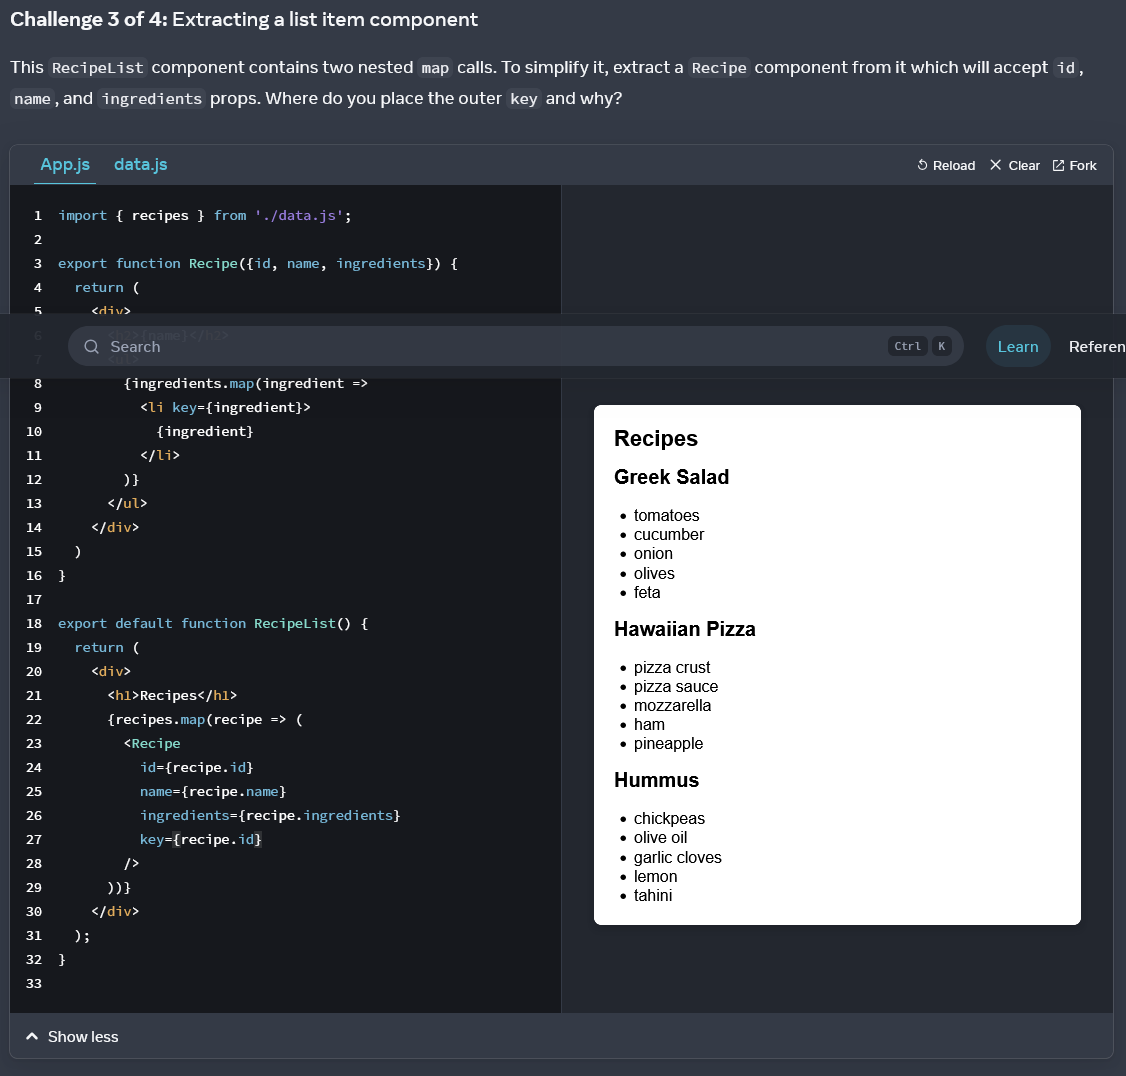 Challenge 3 of 4: Extracting a list item component
This RecipeList component contains two nested map calls. To simplify it, extract a Recipe component from it which will accept id,
name, and ingredients props. Where do you place the outer key and why?
App.js data.js Reload Clear Fork
1 import { recipes } from './data.js';
2
3 export function Recipe({id, name, ingredients}) {
4 return (
5 <div>
6 <h2>{name}</h2>
Search Ctrl K Learn Referen
7
8 {ingredients.map(ingredient =>
9 <li key={ingredient}>
10 {ingredient}
11 </li>
12 )}
13 </ul>
14 </div>
15 )
16 }
17
18 export default function RecipeList() {
19 return (
20 <div>
21 <h1>Recipes</h1>
22 {recipes.map(recipe => (
23 <Recipe
24 id={recipe.id}
25 name={recipe.name}
26 ingredients={recipe.ingredients}
27 key={recipe.id}
28 />
29 ))}
30 </div>
31 );
32 }
33
Recipes
Greek Salad
tomatoes
cucumber
onion
olives
feta
Hawaiian Pizza
pizza crust
pizza sauce
mozzarella
ham
pineapple
Hummus
chickpeas
olive oil
garlic cloves
lemon
tahini
Show less